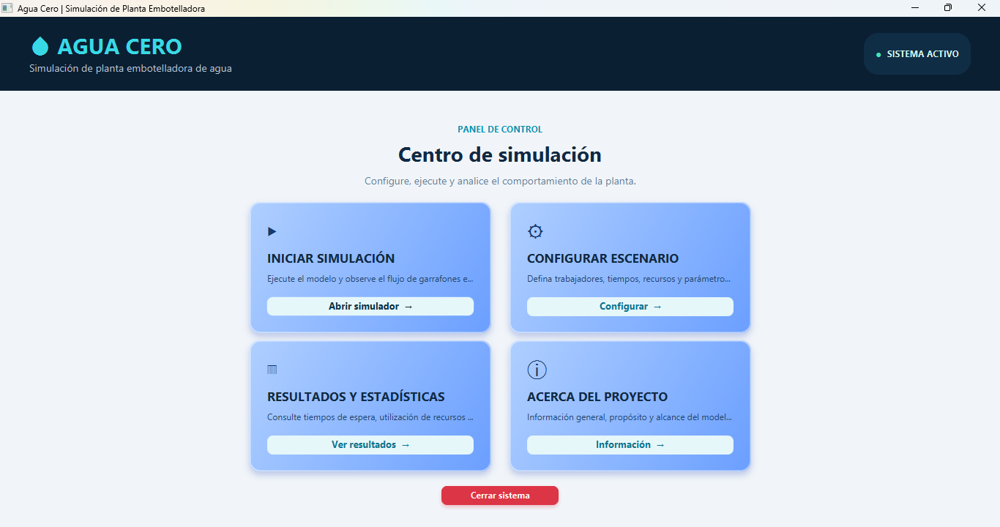 Agua Cero | Simulación de Planta Embotelladora
AGUA CERO
Simulación de planta embotelladora de agua
● SISTEMA ACTIVO
PANEL DE CONTROL
Centro de simulación
Configure, ejecute y analice el comportamiento de la planta.
INICIAR SIMULACIÓN
Ejecute el modelo y observe el flujo de garrafones e...
Abrir simulador →
CONFIGURAR ESCENARIO
Defina trabajadores, tiempos, recursos y parámetro...
Configurar →
RESULTADOS Y ESTADÍSTICAS
Consulte tiempos de espera, utilización de recursos ...
Ver resultados →
ACERCA DEL PROYECTO
Información general, propósito y alcance del model...
Información →
Cerrar sistema